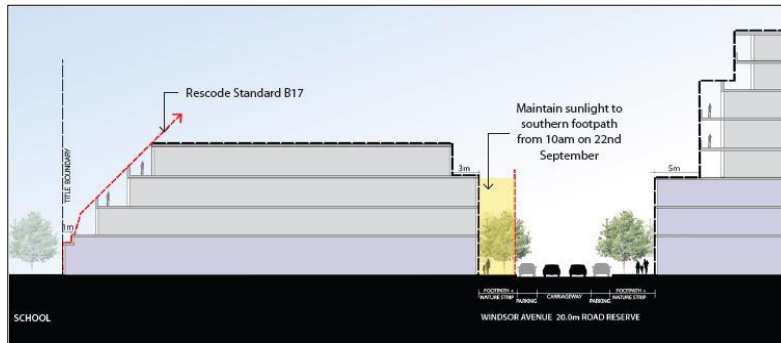 Rescode Standard B17
Maintain sunlight to
southern footpath
from 10am on 22nd
September
TITLE BOUNDARY
1m
3m
5m
FOOTPATH +
NATURE STRIP
PARKING
CARRIAGEWAY
PARKING
FOOTPATH +
NATURE STRIP
SCHOOL
WINDSOR AVENUE 20.0m ROAD RESERVE